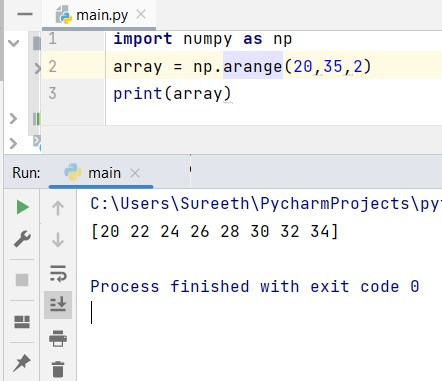 main.py
1 import numpy as np
2 array = np.arange(20,35,2)
3 print(array)
Run: main
C:\Users\Sureeth\PycharmProjects\pyt
[20 22 24 26 28 30 32 34]
Process finished with exit code 0